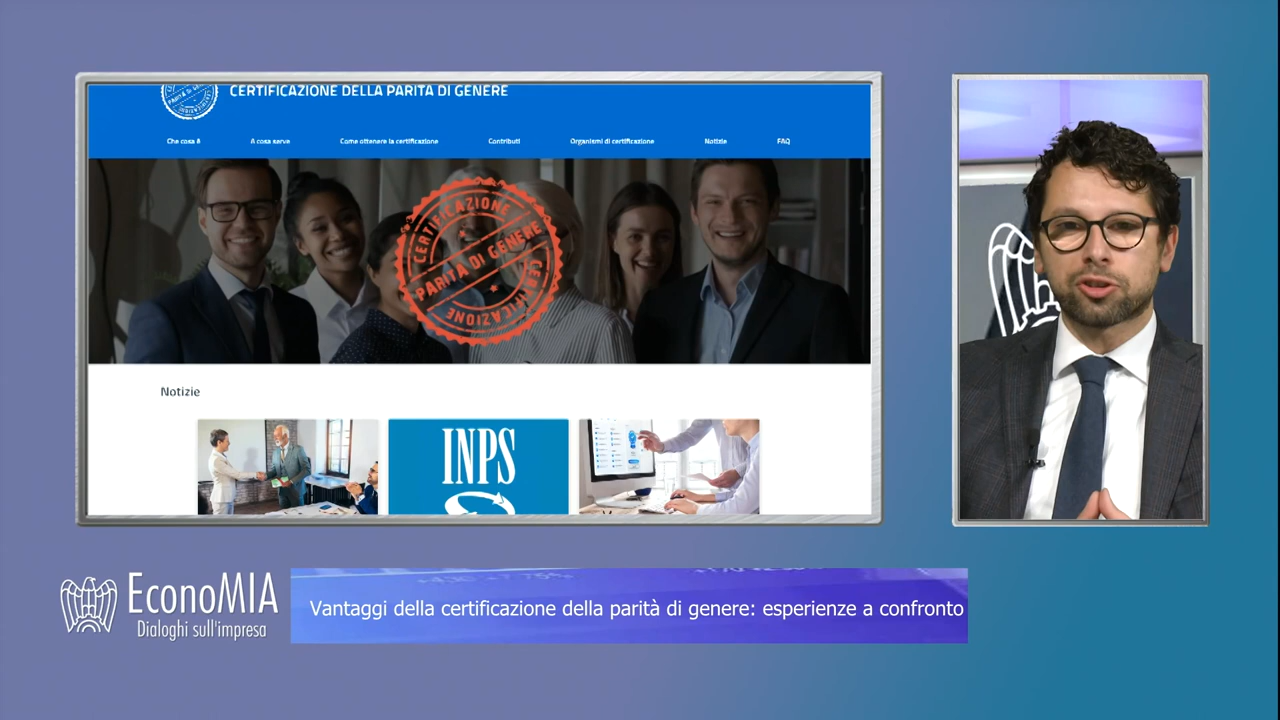 CERTIFICAZIONE DELLA PARITÀ DI GENERE
Che cosa è
A cosa serve
Come ottenere la certificazione
Contributi
Organismi di certificazione
Notizie
FAQ
CERTIFICAZIONE
PARITÀ DI GENERE
CERTIFICAZIONE
Notizie
INPS
EconoMIA
Dialoghi sull'impresa
Vantaggi della certificazione della parità di genere: esperienze a confronto